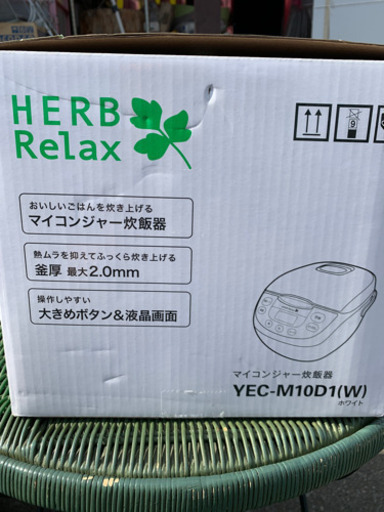 HERB
Relax
おいしいごはんを炊き上げる
マイコンジャー炊飯器
熱ムラを抑えてふっくら炊き上げる
釜厚 最大2.0mm
操作しやすい
大きめボタン&液晶画面
9
マイコンジャー炊飯器
YEC-M10D1(W)
ホワイト